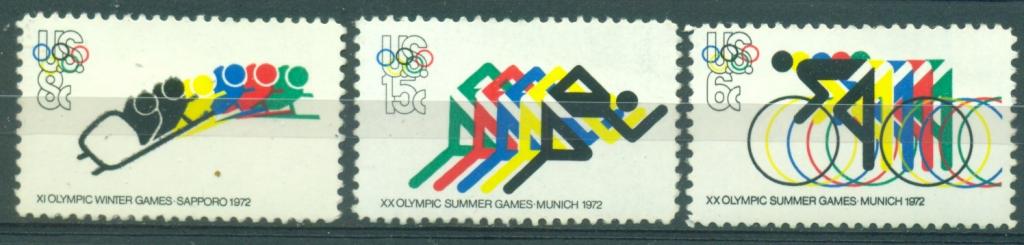 US
8c
XI OLYMPIC WINTER GAMES·SAPPORO 1972
US
15c
XX OLYMPIC SUMMER GAMES·MUNICH 1972
US
6c
XX OLYMPIC SUMMER GAMES·MUNICH 1972